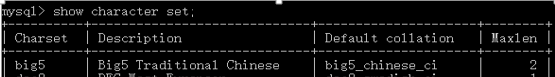 mysql> show character set;
| Charset | Description | Default collation | Maxlen |
| big5 | Big5 Traditional Chinese | big5_chinese_ci | 2 |